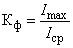 Кф = Imax / Iср